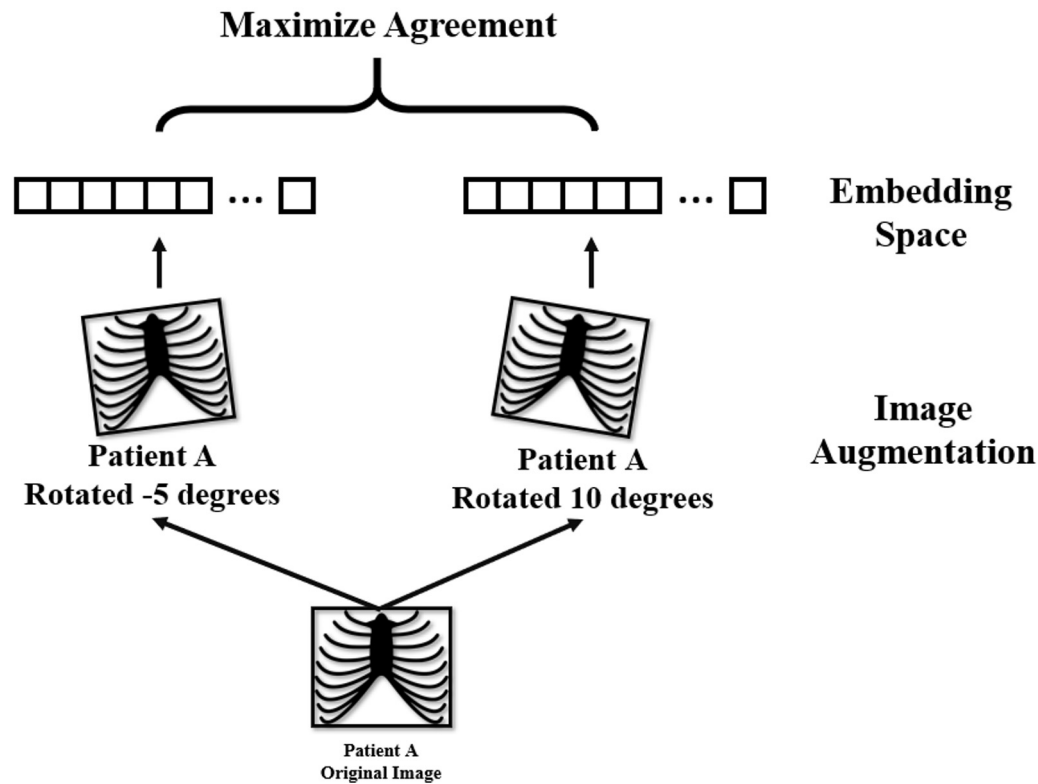 Maximize Agreement
... ...
Embedding
Space
Image
Augmentation
Patient A
Rotated -5 degrees
Patient A
Rotated 10 degrees
Patient A
Original Image